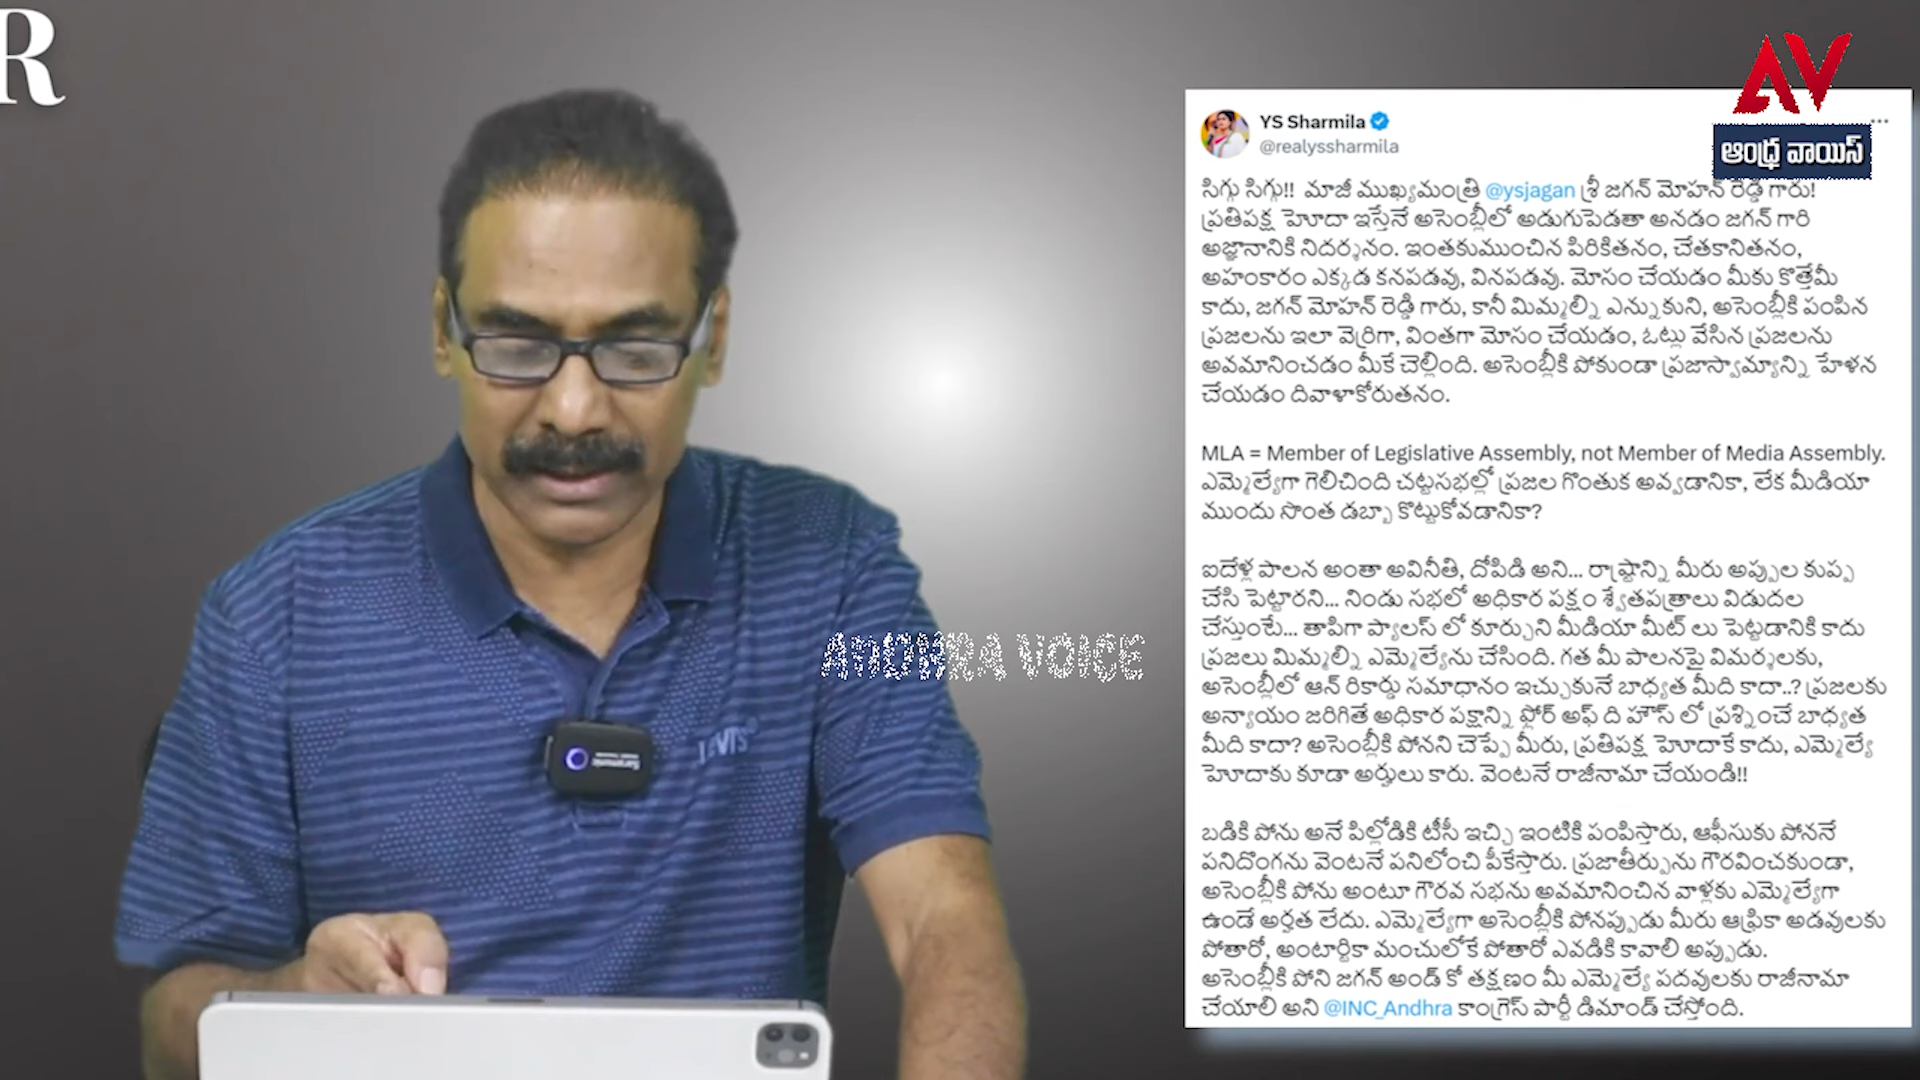 R
AV
ఆంధ్ర వాయిస్
YS Sharmila
@realyssharmila
సిగ్గు సిగ్గు!! మాజీ ముఖ్యమంత్రి @ysjagan శ్రీ జగన్ మోహన్ రెడ్డి గారు!
ప్రతిపక్ష హెూదా ఇస్తేనే అసెంబ్లీలో అడుగుపెడతా అనడం జగన్ గారి
అజ్ఞానానికి నిదర్శనం. ఇంతకుముంచిన పిరికితనం, చేతకానితనం,
అహంకారం ఎక్కడ కనపడవు, వినపడవు. మోసం చేయడం మీకు కొత్తేమీ
కాదు, జగన్ మోహన్ రెడ్డి గారు, కానీ మిమ్మల్ని ఎన్నుకుని, అసెంబ్లీకి పంపిన
ప్రజలను ఇలా వెర్రిగా, వింతగా మోసం చేయడం, ఓట్లు వేసిన ప్రజలను
అవమానించడం మీకే చెల్లింది. అసెంబ్లీకి పోకుండా ప్రజాస్వామ్యాన్ని హేళన
చేయడం దివాళాకోరుతనం.
MLA = Member of Legislative Assembly, not Member of Media Assembly.
ఎమ్మెల్యేగా గెలిచింది చట్టసభల్లో ప్రజల గొంతుక అవ్వడానికా, లేక మీడియా
ముందు సొంత డబ్బా కొట్టుకోవడానికా?
ఐదేళ్ల పాలన అంతా అవినీతి, దోపిడి అని... రాష్ట్రాన్ని మీరు అప్పుల కుప్ప
చేసి పెట్టారని... నిండు సభలో అధికార పక్షం శ్వేతపత్రాలు విడుదల
చేస్తుంటే... తాపీగా ప్యాలస్ లో కూర్చుని మీడియా మీట్ లు పెట్టడానికి కాదు
ప్రజలు మిమ్మల్ని ఎమ్మెల్యేను చేసింది. గత మీ పాలనపై విమర్శలకు,
అసెంబ్లీలో ఆన్ రికార్డు సమాధానం ఇచ్చుకునే బాధ్యత మీది కాదా..? ప్రజలకు
అన్యాయం జరిగితే అధికార పక్షాన్ని ఫ్లోర్ అఫ్ ది హౌస్ లో ప్రశ్నించే బాధ్యత
మీది కాదా? అసెంబ్లీకి పోనని చెప్పే మీరు, ప్రతిపక్ష హెూదాకే కాదు, ఎమ్మెల్యే
హెూదాకు కూడా అర్హులు కారు. వెంటనే రాజీనామా చేయండి!!
బడికి పోను అనే పిల్లోడికి టీసీ ఇచ్చి ఇంటికి పంపిస్తారు, ఆఫీసుకు పోననే
పనిదొంగను వెంటనే పనిలోంచి పీకేస్తారు. ప్రజాతీర్పును గౌరవించకుండా,
అసెంబ్లీకి పోను అంటూ గౌరవ సభను అవమానించిన వాళ్లకు ఎమ్మెల్యేగా
ఉండే అర్హత లేదు. ఎమ్మెల్యేగా అసెంబ్లీకి పోనప్పుడు మీరు ఆఫ్రికా అడవులకు
పోతారో, అంటార్టికా మంచులోకే పోతారో ఎవడికి కావాలి అప్పుడు.
అసెంబ్లీకి పోని జగన్ అండ్ కో తక్షణం మీ ఎమ్మెల్యే పదవులకు రాజీనామా
చేయాలి అని @INC_Andhra కాంగ్రెస్ పార్టీ డిమాండ్ చేస్తోంది.
ANDHRA VOICE
Levi's
Saramonic